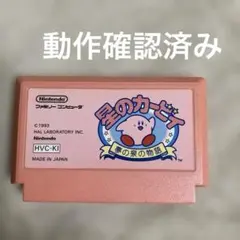 動作確認済み
Nintendo
ファミリー コンピュータ
© 1993
HAL LABORATORY INC.
Nintendo
HVC-KI
MADE IN JAPAN
星のカービィ
夢の泉の物語